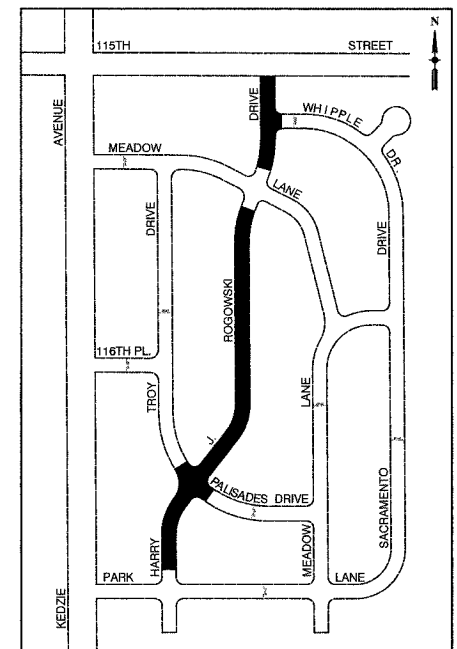 N
115TH STREET
AVENUE
DRIVE
WHIPPLE
DR.
MEADOW
LANE
DRIVE
DRIVE
ROGOWSKI
116TH PL.
TROY
LANE
J.
PALISADES DRIVE
SACRAMENTO
HARRY
MEADOW
PARK LANE
KEDZIE